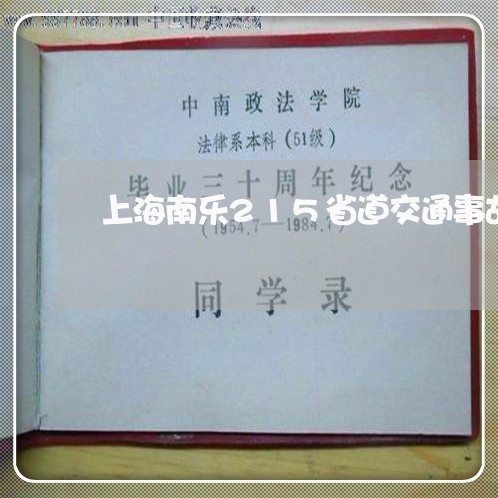 中南政法学院
法律系本科(51级)
毕业三十周年纪念
上海南乐215省道交通事故
(1954.7—1984.7)
同学录